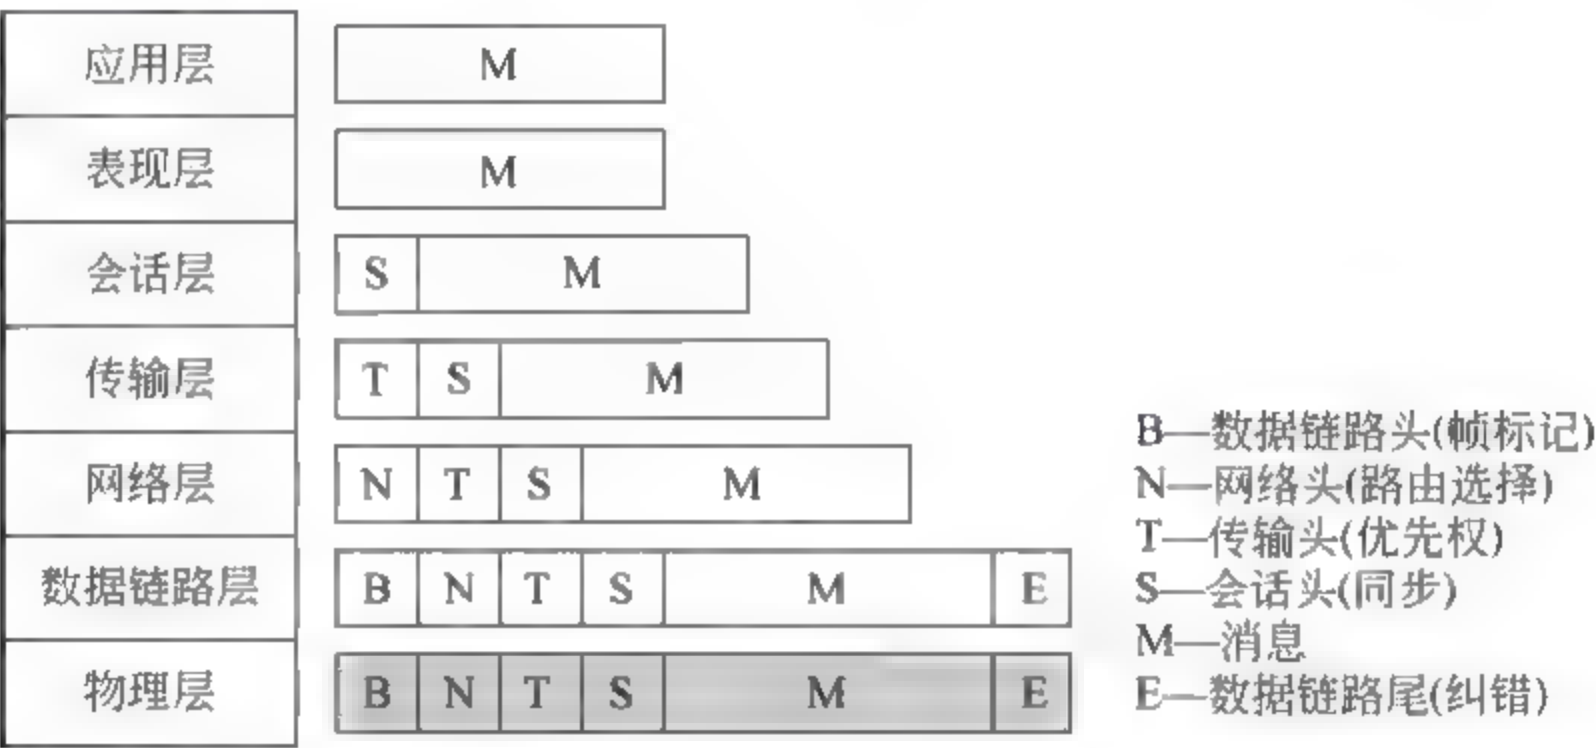 应用层 M
表现层 M
会话层 S M
传输层 T S M
网络层 N T S M
数据链路层 B N T S M E
物理层 B N T S M E
B—数据链路头(帧标记)
N—网络头(路由选择)
T—传输头(优先权)
S—会话头(同步)
M—消息
E—数据链路尾(纠错)